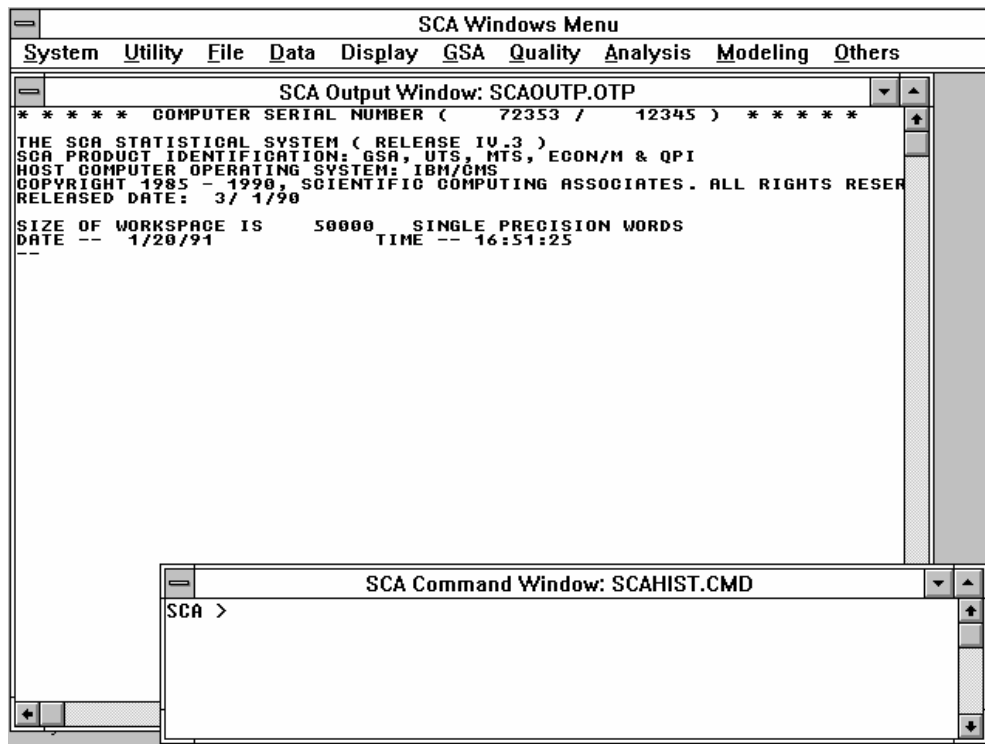 SCA Windows Menu
System Utility File Data Display GSA Quality Analysis Modeling Others
SCA Output Window: SCAOUTP.OTP
* * * * * COMPUTER SERIAL NUMBER ( 72353 / 12345 ) * * * * *
THE SCA STATISTICAL SYSTEM ( RELEASE IV.3 )
SCA PRODUCT IDENTIFICATION: GSA, UTS, MTS, ECON/M & QPI
HOST COMPUTER OPERATING SYSTEM: IBM/CMS
COPYRIGHT 1985 - 1990, SCIENTIFIC COMPUTING ASSOCIATES. ALL RIGHTS RESER
RELEASED DATE: 3/ 1/90
SIZE OF WORKSPACE IS 50000 SINGLE PRECISION WORDS
DATE -- 1/20/91 TIME -- 16:51:25
--
SCA Command Window: SCAHIST.CMD
SCA >